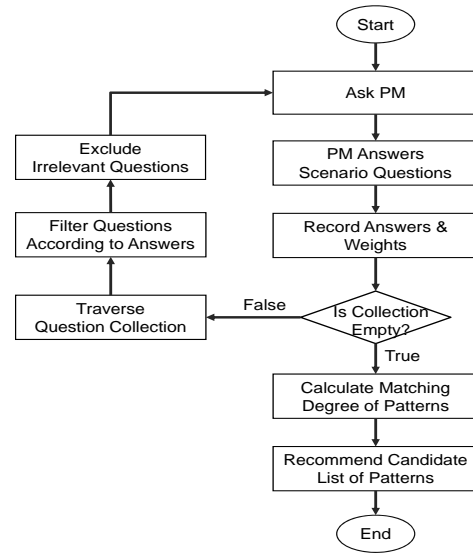 Start
Ask PM
PM Answers
Scenario Questions
Record Answers &
Weights
Is Collection
Empty?
False
True
Traverse
Question Collection
Filter Questions
According to Answers
Exclude
Irrelevant Questions
Calculate Matching
Degree of Patterns
Recommend Candidate
List of Patterns
End